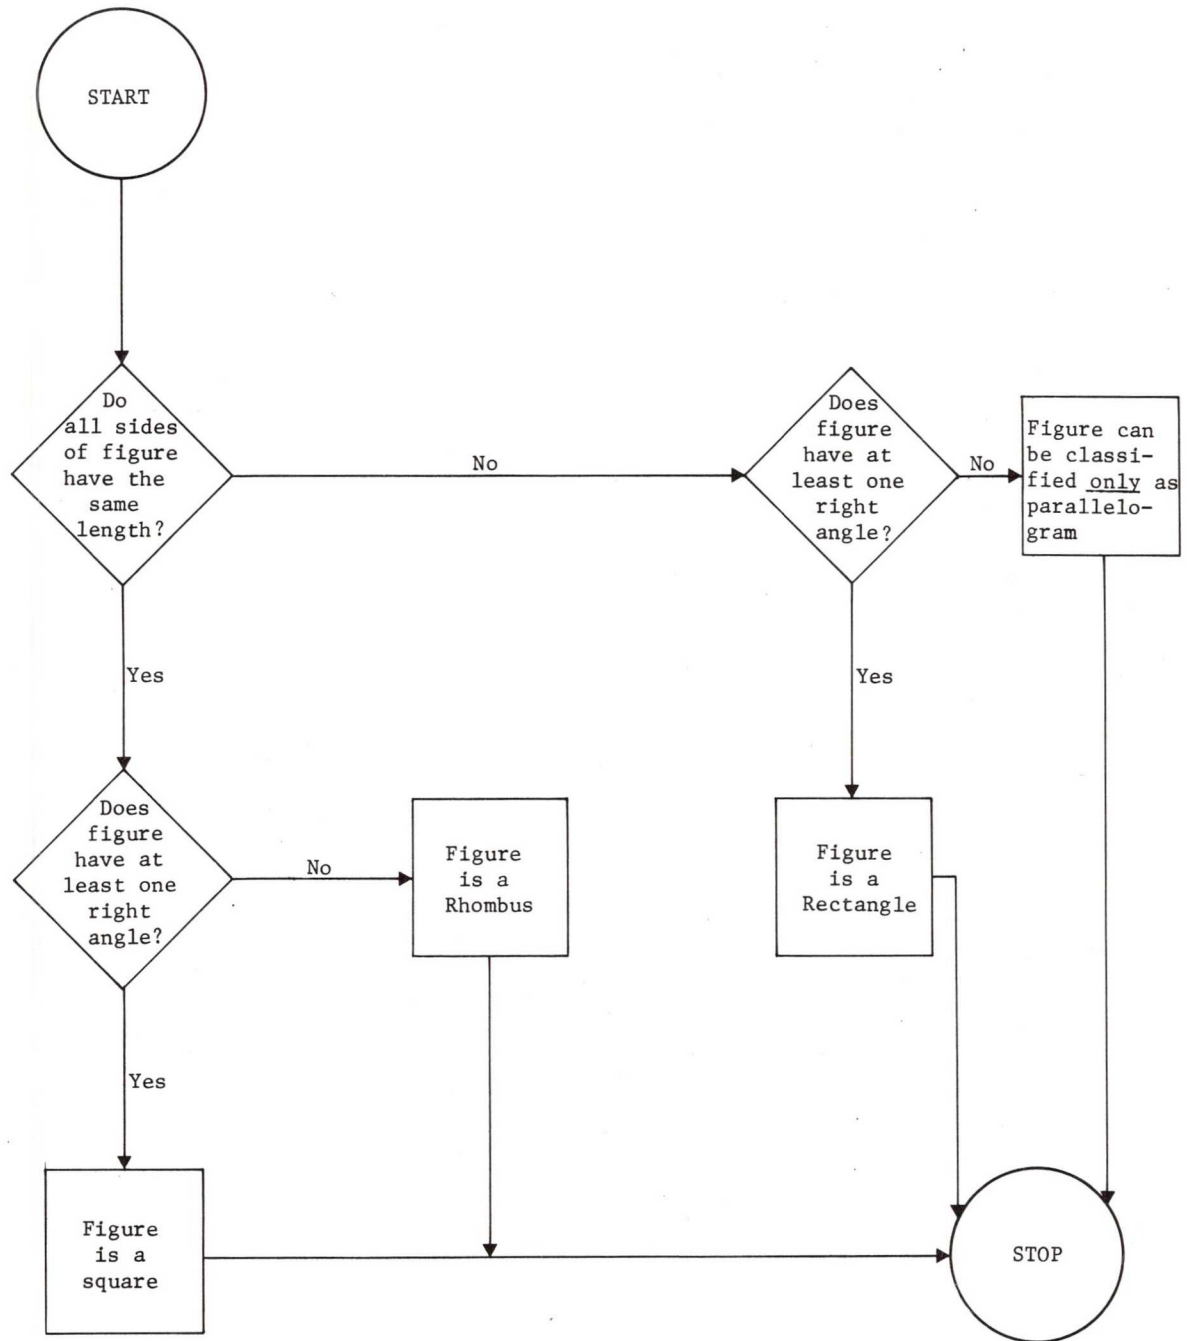 START
Do
all sides
of figure
have the
same
length?
No
Does
figure
have at
least one
right
angle?
No
Figure can
be classi-
fied only as
parallelo-
gram
Yes
Yes
Does
figure
have at
least one
right
angle?
No
Figure
is a
Rhombus
Figure
is a
Rectangle
Yes
Figure
is a
square
STOP